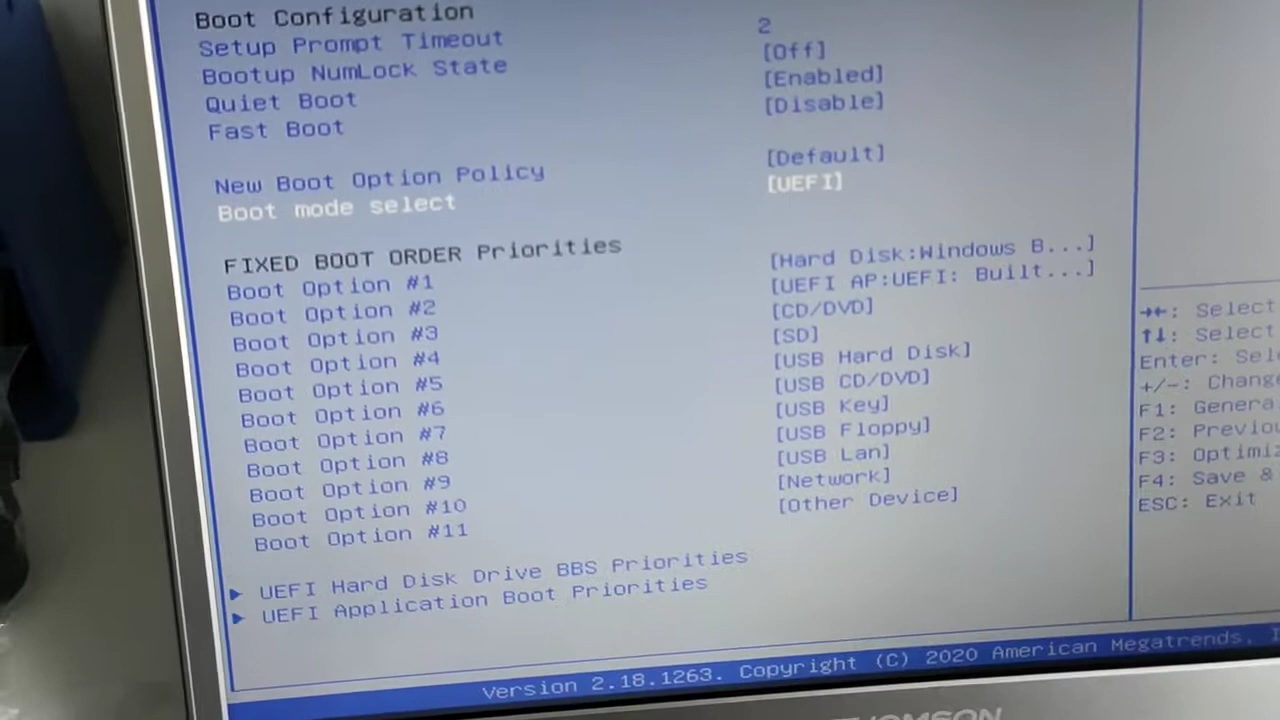 Boot Configuration
Setup Prompt Timeout 2
Bootup NumLock State [Off]
Quiet Boot [Enabled]
Fast Boot [Disable]
New Boot Option Policy [Default]
Boot mode select [UEFI]
FIXED BOOT ORDER Priorities
Boot Option #1 [Hard Disk:Windows B...]
Boot Option #2 [UEFI AP:UEFI: Built...]
Boot Option #3 [CD/DVD]
Boot Option #4 [SD]
Boot Option #5 [USB Hard Disk]
Boot Option #6 [USB CD/DVD]
Boot Option #7 [USB Key]
Boot Option #8 [USB Floppy]
Boot Option #9 [USB Lan]
Boot Option #10 [Network]
Boot Option #11 [Other Device]
UEFI Hard Disk Drive BBS Priorities
UEFI Application Boot Priorities
→←: Select
↑↓: Select
Enter: Sel
+/-: Change
F1: Genera
F2: Previou
F3: Optimiz
F4: Save &
ESC: Exit
Version 2.18.1263. Copyright (C) 2020 American Megatrends,
THOMSON